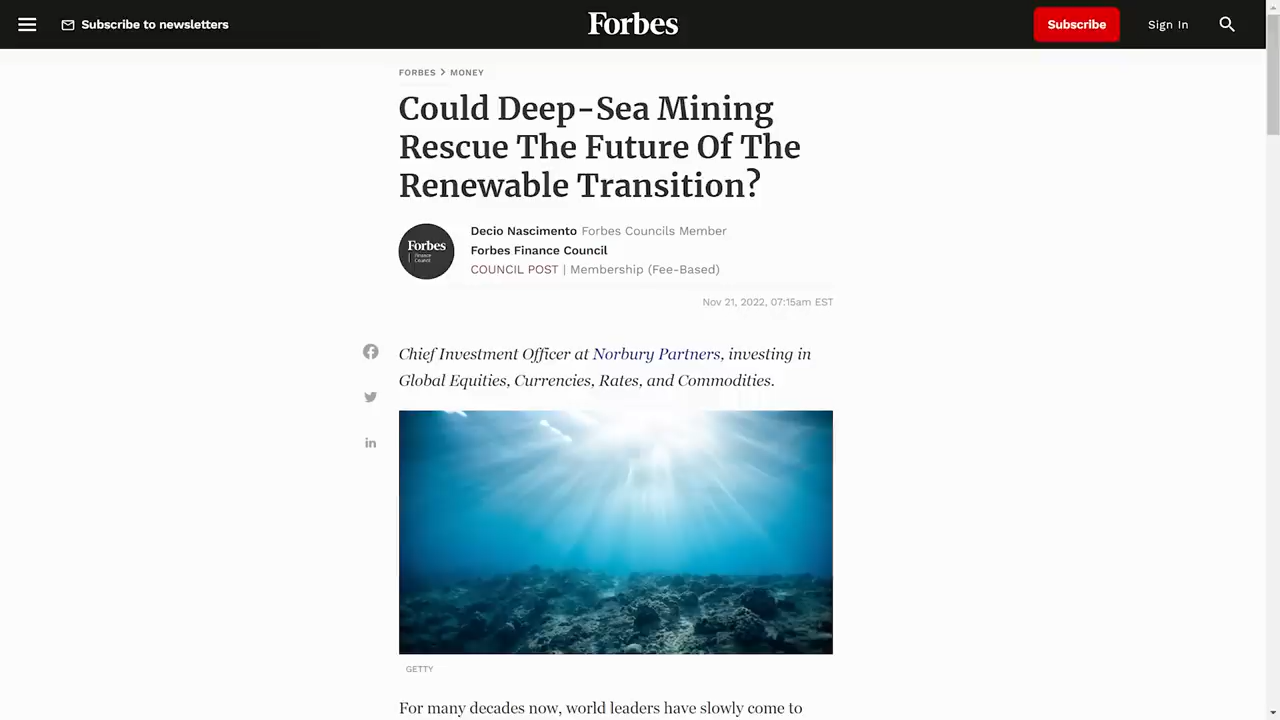 Subscribe to newsletters
Forbes
Subscribe
Sign In
FORBES > MONEY
Could Deep-Sea Mining
Rescue The Future Of The
Renewable Transition?
Forbes
Finance
Council
Decio Nascimento Forbes Councils Member
Forbes Finance Council
COUNCIL POST | Membership (Fee-Based)
Nov 21, 2022, 07:15am EST
Chief Investment Officer at Norbury Partners, investing in
Global Equities, Currencies, Rates, and Commodities.
GETTY
For many decades now, world leaders have slowly come to